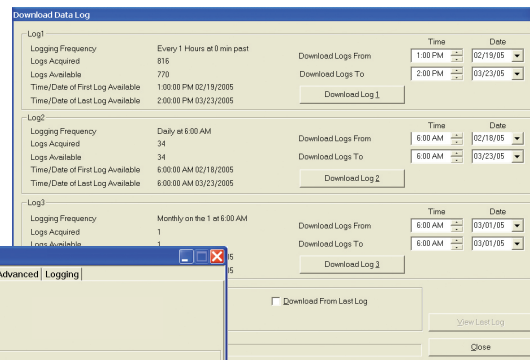 Download Data Log
Log1
Time Date
Logging Frequency Every 1 Hours at 0 min past
Download Logs From 1:00 PM 02/19/05
Logs Acquired 816
Logs Available 770
Download Logs To 2:00 PM 03/23/05
Time/Date of First Log Available 1:00:00 PM 02/19/2005
Time/Date of Last Log Available 2:00:00 PM 03/23/2005
Download Log 1
Log2
Time Date
Logging Frequency Daily at 6:00 AM
Download Logs From 6:00 AM 02/18/05
Logs Acquired 34
Logs Available 34
Download Logs To 6:00 AM 03/23/05
Time/Date of First Log Available 6:00:00 AM 02/18/2005
Time/Date of Last Log Available 6:00:00 AM 03/23/2005
Download Log 2
Log3
Time Date
Logging Frequency Monthly on the 1 at 6:00 AM
Download Logs From 6:00 AM 03/01/05
Logs Acquired 1
Logs Available 1
Download Logs To 6:00 AM 03/01/05
Download Log 3
Advanced Logging
Download From Last Log
View Last Log
Close